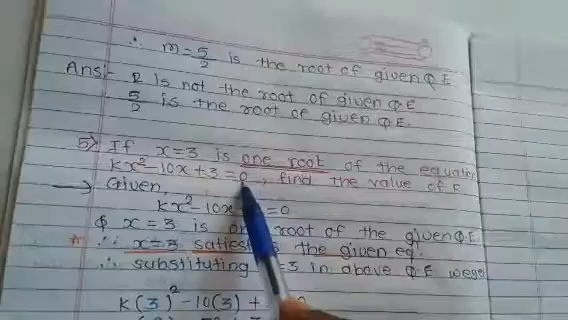 ∴ m = 5/2 is the root of given Q.E
Ans:- 2 is not the root of given Q.E
5/2 is the root of given Q.E.
5) If x=3 is one root of the equation
kx²-10x+3=0, find the value of k
→ Given,
kx²-10x =0
& x=3 is one root of the given Q.E
∴ x=3 satisfies the given eqⁿ.
∴ substituting =3 in above Q.E we get
k(3)²-10(3)+ 0